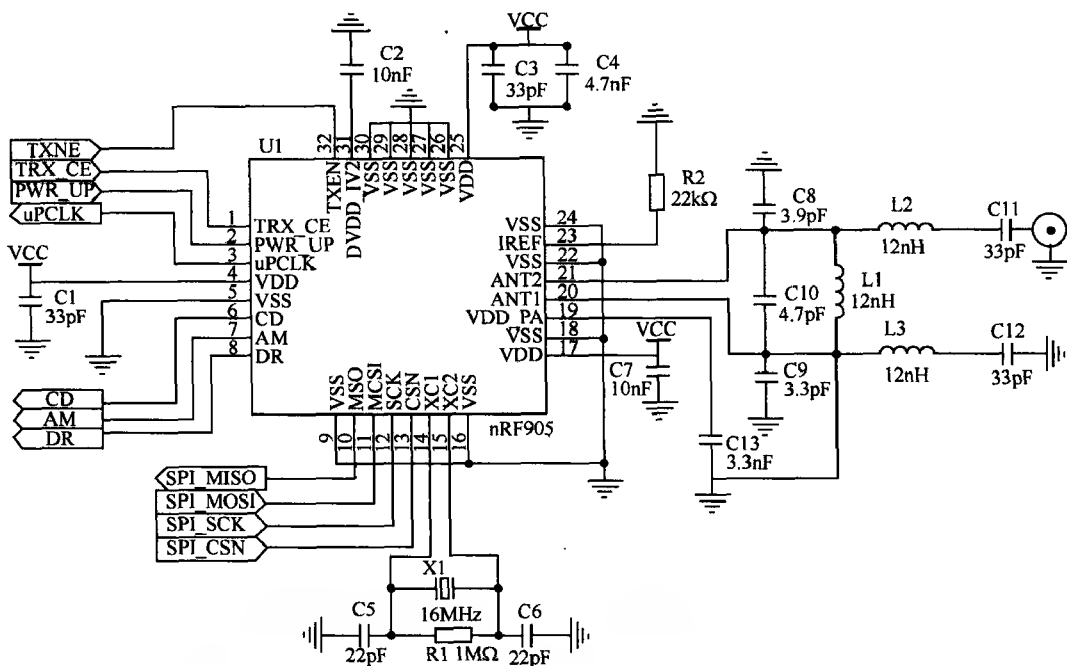 VCC
C2
10nF
C3
33pF
C4
4.7nF
32
31
30
29
28
27
26
25
U1
TXNE
TRX_CE
PWR_UP
uPCLK
TXEN
DVDD_IV2
VSS
VSS
VSS
VSS
VSS
VDD
R2
22kΩ
1
2
3
4
5
6
7
8
TRX_CE
PWR_UP
uPCLK
VDD
VSS
CD
AM
DR
VSS
IREF
VSS
ANT2
ANT1
VDD_PA
VSS
VDD
24
23
22
21
20
19
18
17
C8
3.9pF
L2
12nH
C11
33pF
VCC
C1
33pF
C10
4.7pF
L1
12nH
L3
12nH
C12
33pF
VCC
C7
10nF
C9
3.3pF
CD
AM
DR
VSS
MSO
MCSI
SCK
CSN
XC1
XC2
VSS
nRF905
9
10
11
12
13
14
15
16
C13
3.3nF
SPI_MISO
SPI_MOSI
SPI_SCK
SPI_CSN
X1
16MHz
C5
22pF
R1 1MΩ
C6
22pF